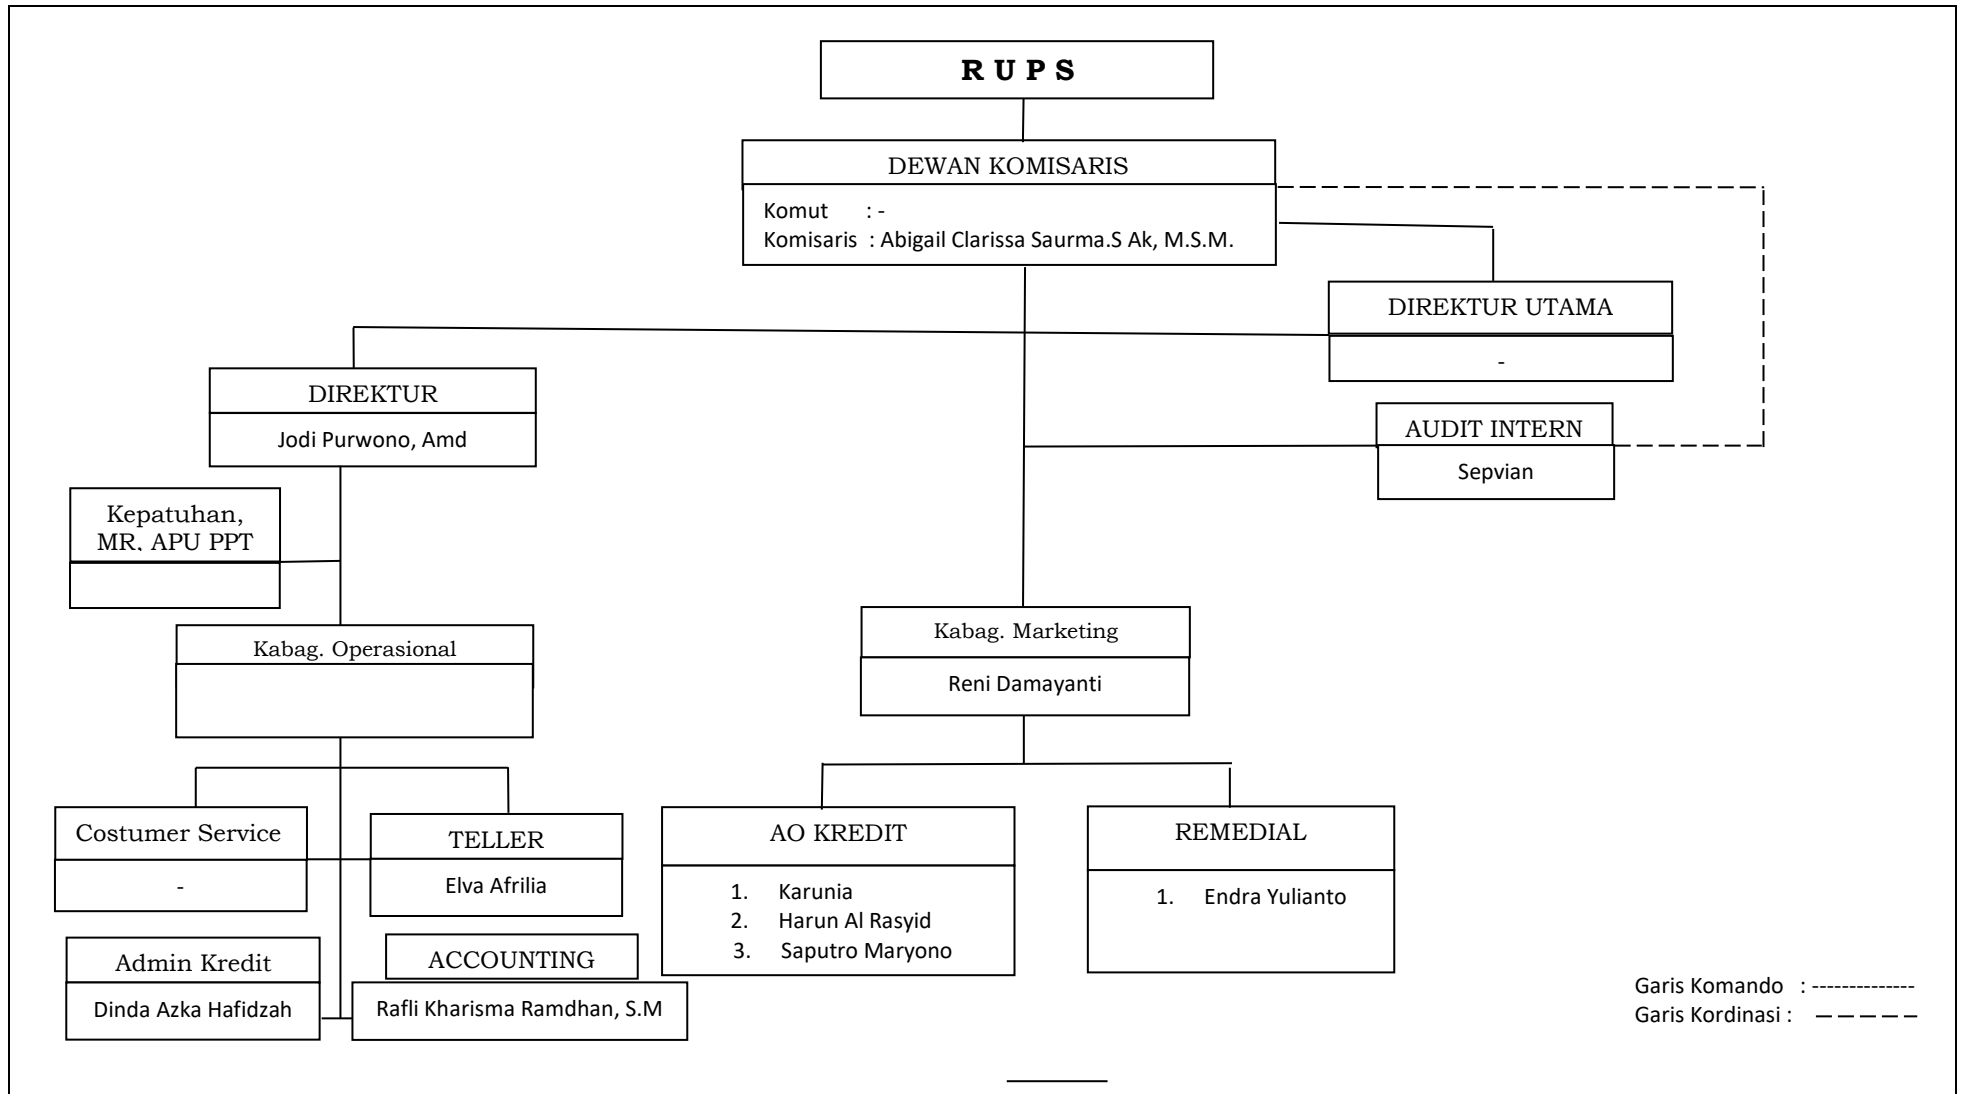 R U P S
DEWAN KOMISARIS
Komut : -
Komisaris : Abigail Clarissa Saurma.S Ak, M.S.M.
DIREKTUR UTAMA
-
DIREKTUR
Jodi Purwono, Amd
AUDIT INTERN
Sepvian
Kepatuhan,
MR, APU PPT
Kabag. Operasional
Kabag. Marketing
Reni Damayanti
Costumer Service
-
TELLER
Elva Afrilia
AO KREDIT
1. Karunia
2. Harun Al Rasyid
3. Saputro Maryono
REMEDIAL
1. Endra Yulianto
Admin Kredit
Dinda Azka Hafidzah
ACCOUNTING
Rafli Kharisma Ramdhan, S.M
Garis Komando : --------------
Garis Kordinasi : — — — — —